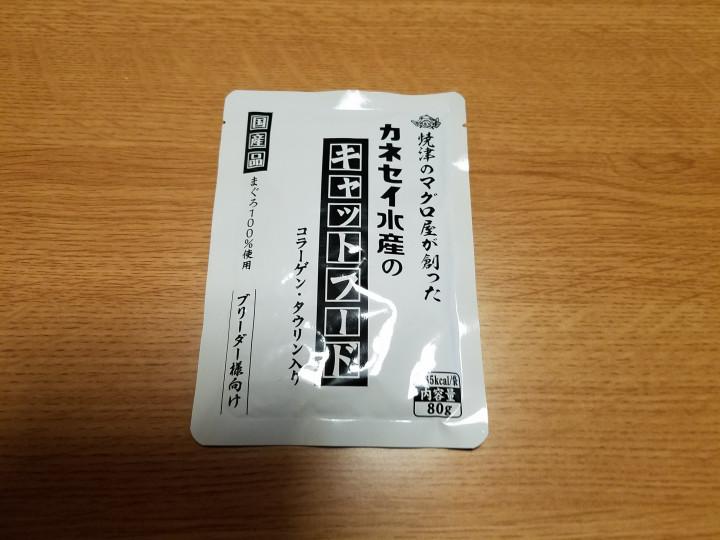 焼津のマグロ屋が創った
カネセイ水産の
キャットフード
コラーゲン・タウリン入り
国産品
まぐろ100%使用
ブリーダー様向け
5kcal/袋
内容量
80g